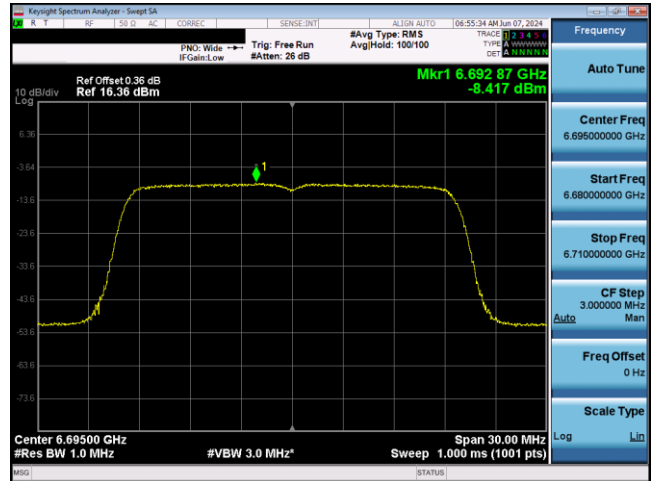 Keysight Spectrum Analyzer - Swept SA
LXI R T RF 50 Ω AC CORREC SENSE:INT ALIGN AUTO 06:55:34 AM Jun 07, 2024
PNO: Wide
IFGain:Low
Trig: Free Run
#Atten: 26 dB
#Avg Type: RMS
Avg|Hold: 100/100
TRACE 1 2 3 4 5 6
TYPE A WWWWW
DET A N N N N N
Frequency
Ref Offset 0.36 dB
10 dB/div Ref 16.36 dBm
Log
Mkr1 6.692 87 GHz
-8.417 dBm
6.36
-3.64
-13.6
-23.6
-33.6
-43.6
-53.6
-63.6
-73.6
1
Center 6.69500 GHz
Span 30.00 MHz
#Res BW 1.0 MHz
#VBW 3.0 MHz*
Sweep 1.000 ms (1001 pts)
Auto Tune
Center Freq
6.695000000 GHz
Start Freq
6.680000000 GHz
Stop Freq
6.710000000 GHz
CF Step
3.000000 MHz
Auto Man
Freq Offset
0 Hz
Scale Type
Log Lin
MSG
STATUS